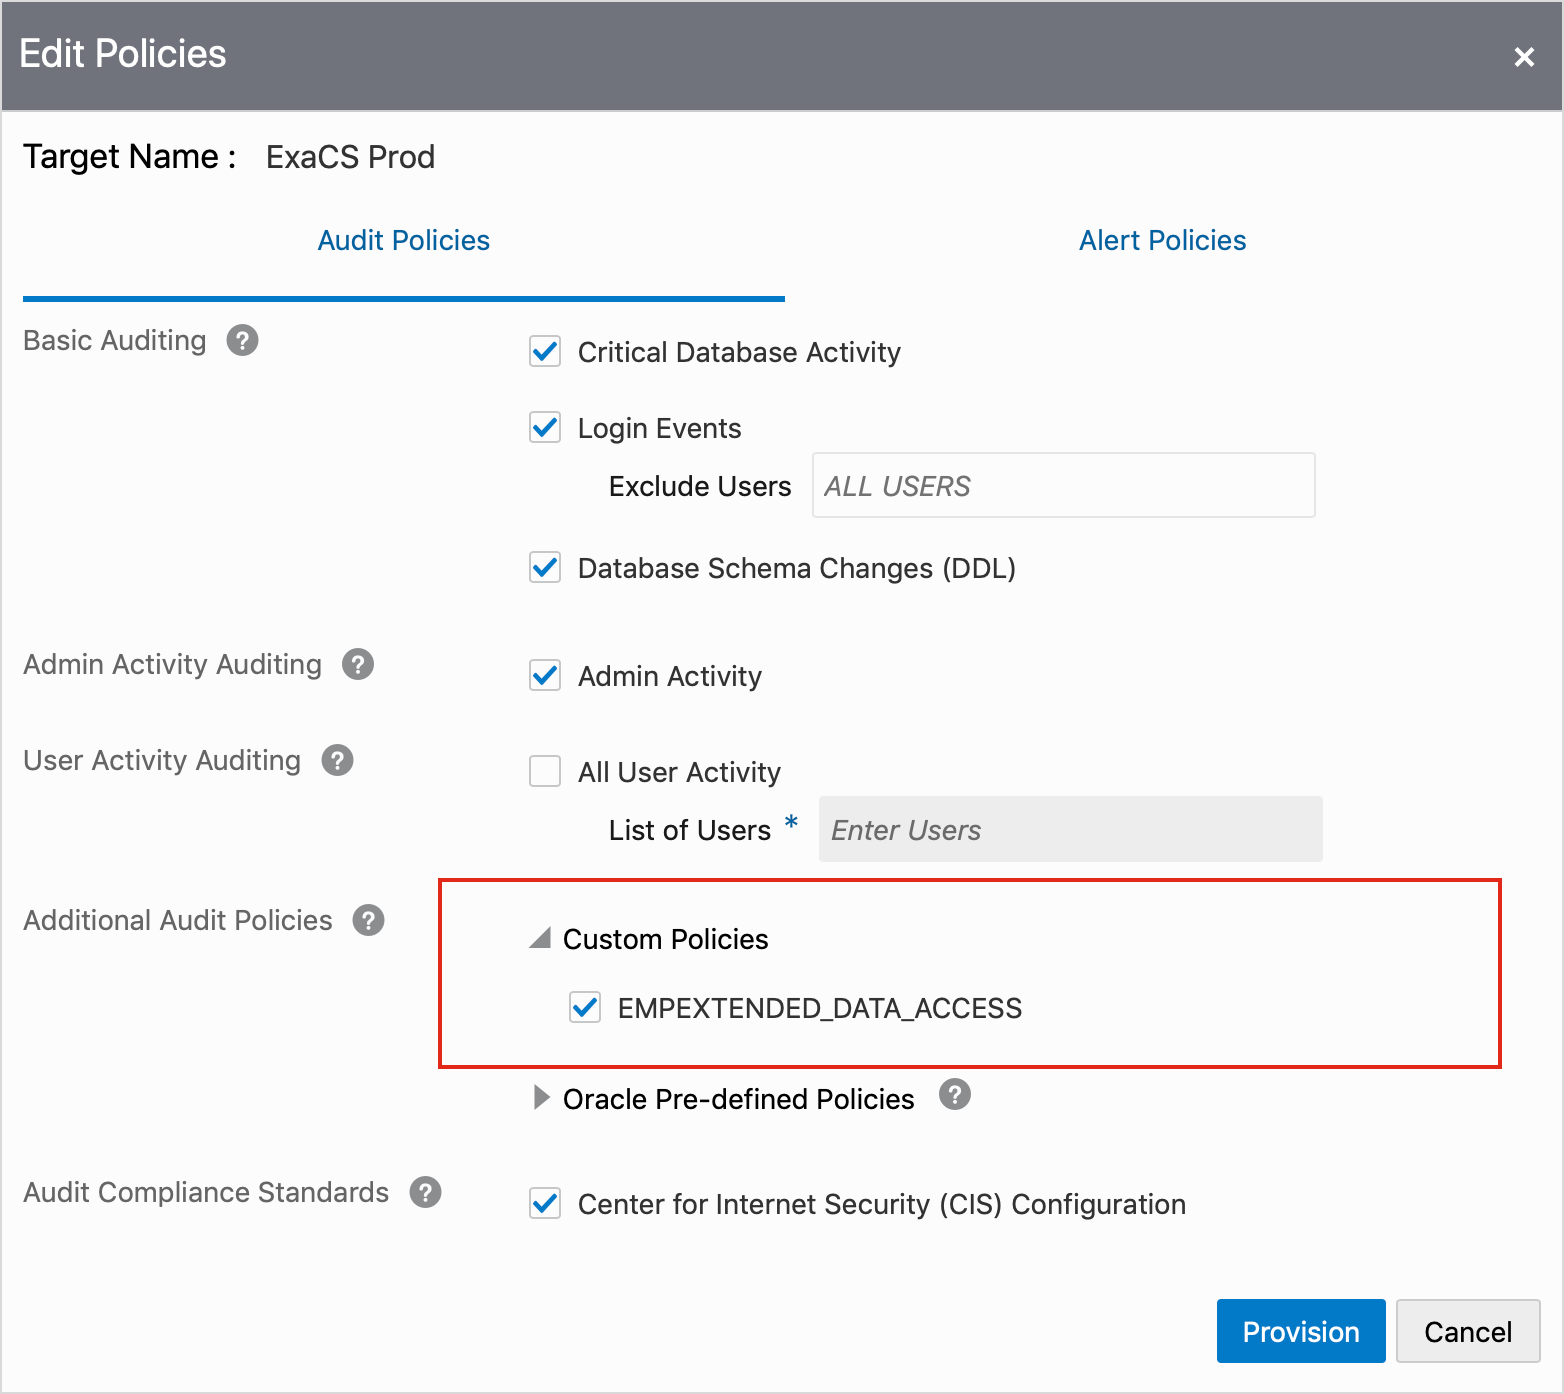 Edit Policies
Target Name : ExaCS Prod
Audit Policies
Alert Policies
Basic Auditing ?
Critical Database Activity
Login Events
Exclude Users ALL USERS
Database Schema Changes (DDL)
Admin Activity Auditing ?
Admin Activity
User Activity Auditing ?
All User Activity
List of Users * Enter Users
Additional Audit Policies ?
Custom Policies
EMPEXTENDED_DATA_ACCESS
Oracle Pre-defined Policies ?
Audit Compliance Standards ?
Center for Internet Security (CIS) Configuration
Provision
Cancel